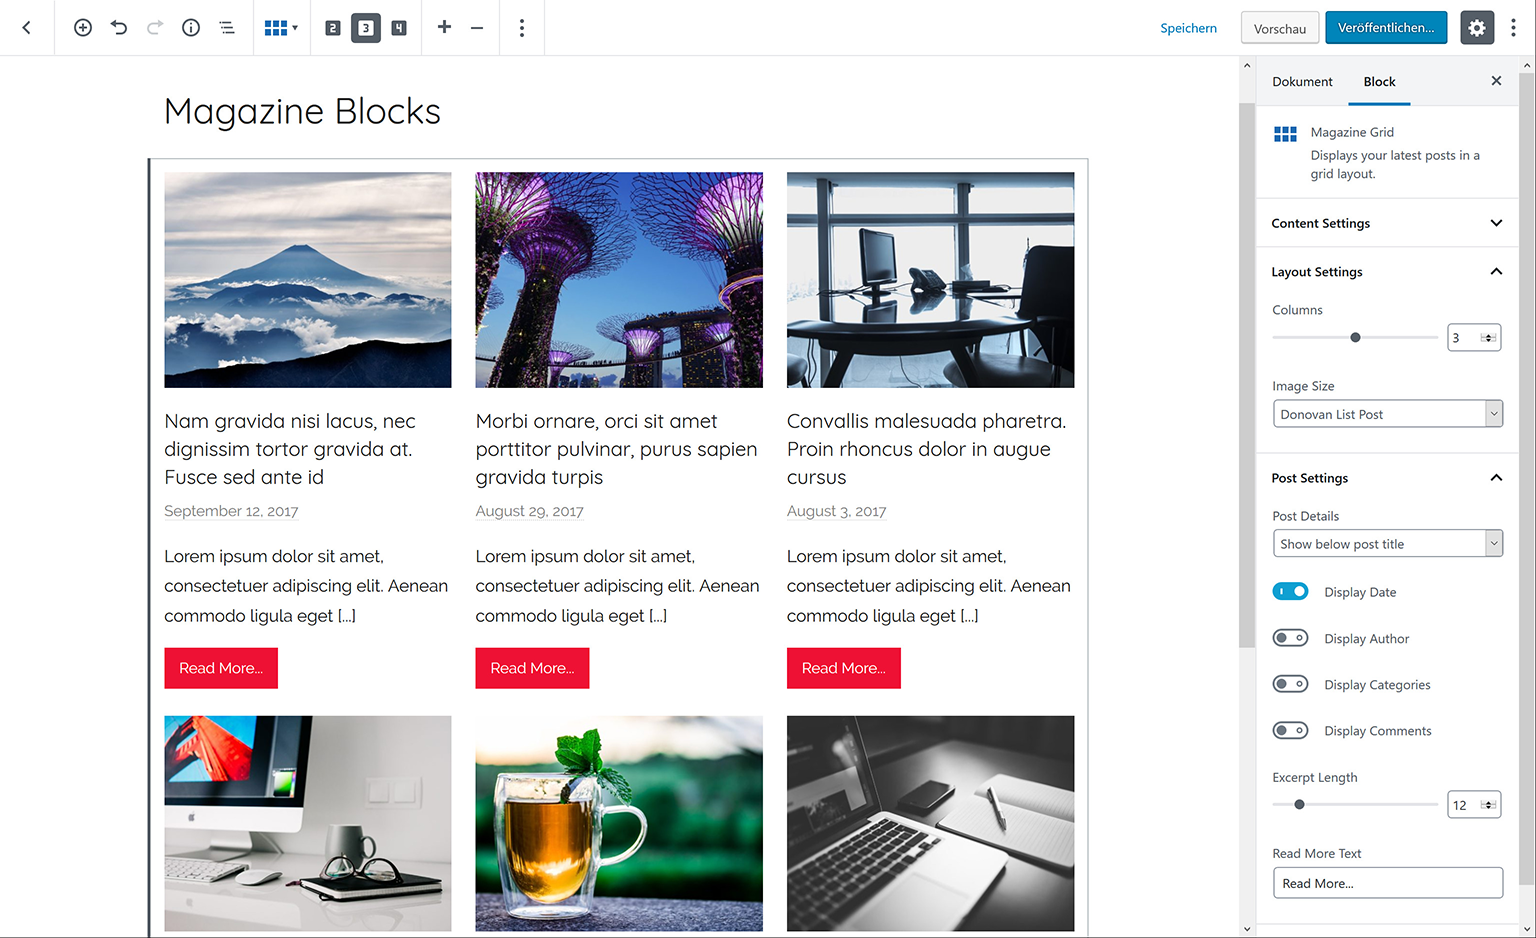 2 3 4
Speichern
Vorschau
Veröffentlichen...
Magazine Blocks
Nam gravida nisi lacus, nec
dignissim tortor gravida at.
Fusce sed ante id
September 12, 2017
Lorem ipsum dolor sit amet,
consectetuer adipiscing elit. Aenean
commodo ligula eget [...]
Read More...
Morbi ornare, orci sit amet
porttitor pulvinar, purus sapien
gravida turpis
August 29, 2017
Lorem ipsum dolor sit amet,
consectetuer adipiscing elit. Aenean
commodo ligula eget [...]
Read More...
Convallis malesuada pharetra.
Proin rhoncus dolor in augue
cursus
August 3, 2017
Lorem ipsum dolor sit amet,
consectetuer adipiscing elit. Aenean
commodo ligula eget [...]
Read More...
Dokument
Block
Magazine Grid
Displays your latest posts in a
grid layout.
Content Settings
Layout Settings
Columns
3
Image Size
Donovan List Post
Post Settings
Post Details
Show below post title
Display Date
Display Author
Display Categories
Display Comments
Excerpt Length
12
Read More Text
Read More...